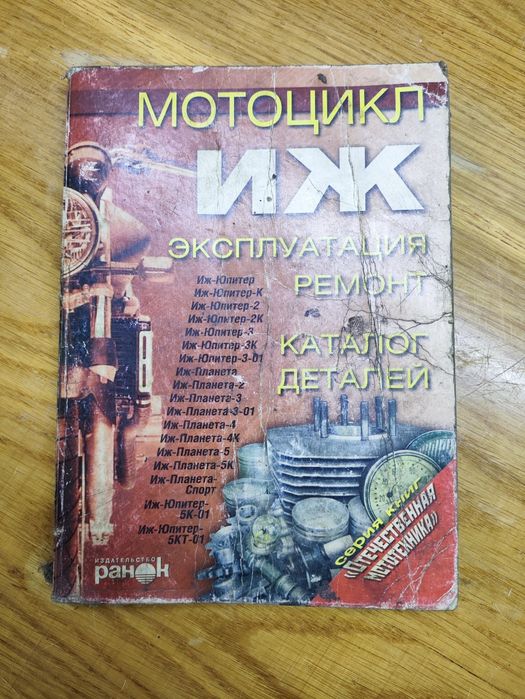 МОТОЦИКЛ
ИЖ
ЭКСПЛУАТАЦИЯ
РЕМОНТ
КАТАЛОГ
ДЕТАЛЕЙ
Иж-Юпитер
Иж-Юпитер-К
Иж-Юпитер-2
Иж-Юпитер-2К
Иж-Юпитер-3
Иж-Юпитер-3К
Иж-Юпитер-3-01
Иж-Планета
Иж-Планета-2
Иж-Планета-3
Иж-Планета-3-01
Иж-Планета-4
Иж-Планета-4К
Иж-Планета-5
Иж-Планета-5К
Иж-Планета-
Спорт
Иж-Юпитер-
5К-01
Иж-Юпитер-
5КТ-01
ИЗДАТЕЛЬСТВО
ранок
серия книг
«ОТЕЧЕСТВЕННАЯ
МОТОТЕХНИКА»